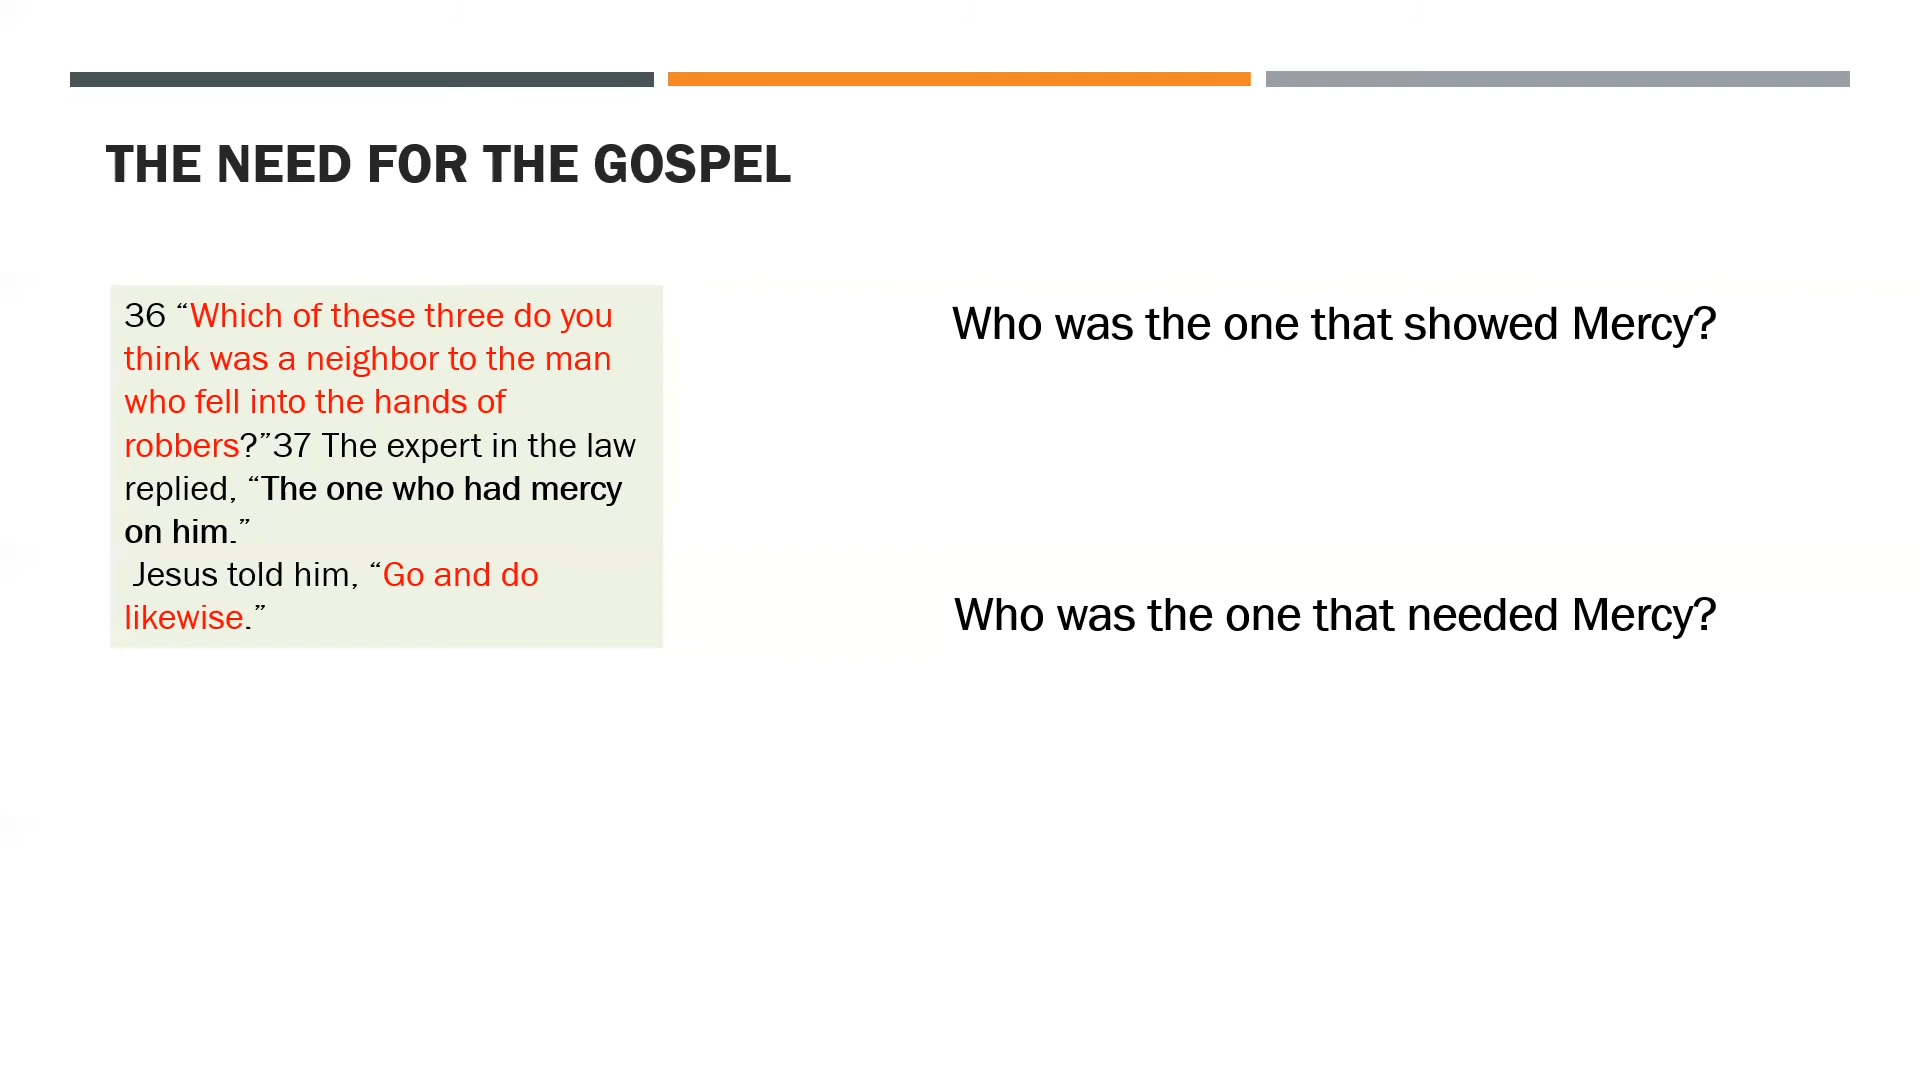 THE NEED FOR THE GOSPEL
36 “Which of these three do you
think was a neighbor to the man
who fell into the hands of
robbers?”37 The expert in the law
replied, “The one who had mercy
on him.”
Jesus told him, “Go and do
likewise.”
Who was the one that showed Mercy?
Who was the one that needed Mercy?